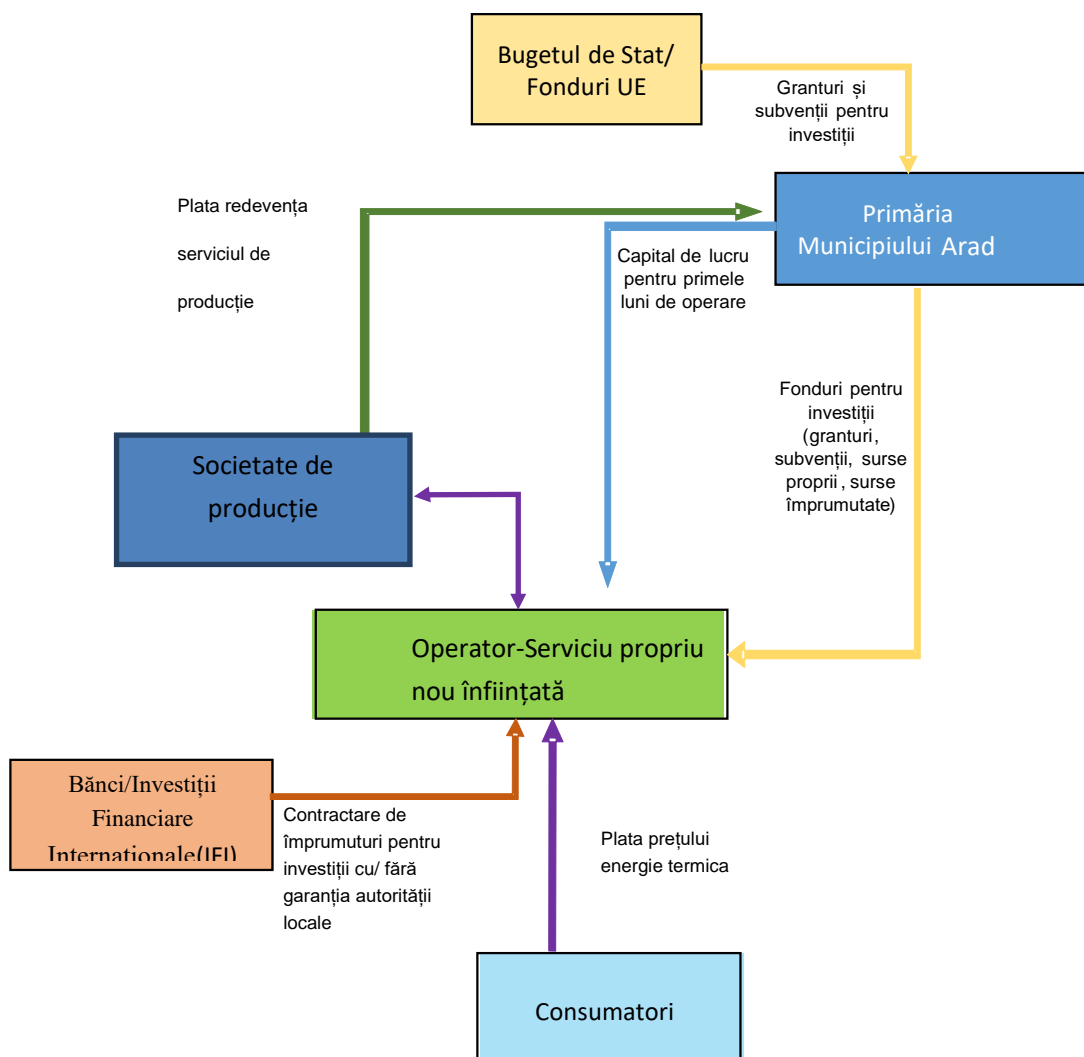 Bugetul de Stat/
Fonduri UE
Granturi și
subvenții pentru
investiții
Primăria
Municipiului Arad
Plata redevența
serviciul de
producție
Capital de lucru
pentru primele
luni de operare
Fonduri pentru
investiții
(granturi,
subvenții, surse
proprii, surse
împrumutate)
Societate de
producție
Operator-Serviciu propriu
nou înființată
Bănci/Investiții
Financiare
Internationale(IFI)
Contractare de
împrumuturi pentru
investiții cu/ fără
garanția autorității
locale
Plata prețului
energie termica
Consumatori